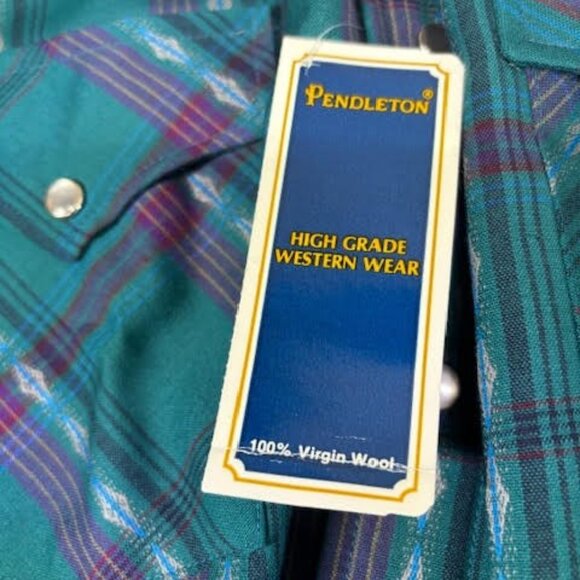 PENDLETON®
HIGH GRADE
WESTERN WEAR
100% Virgin Wool